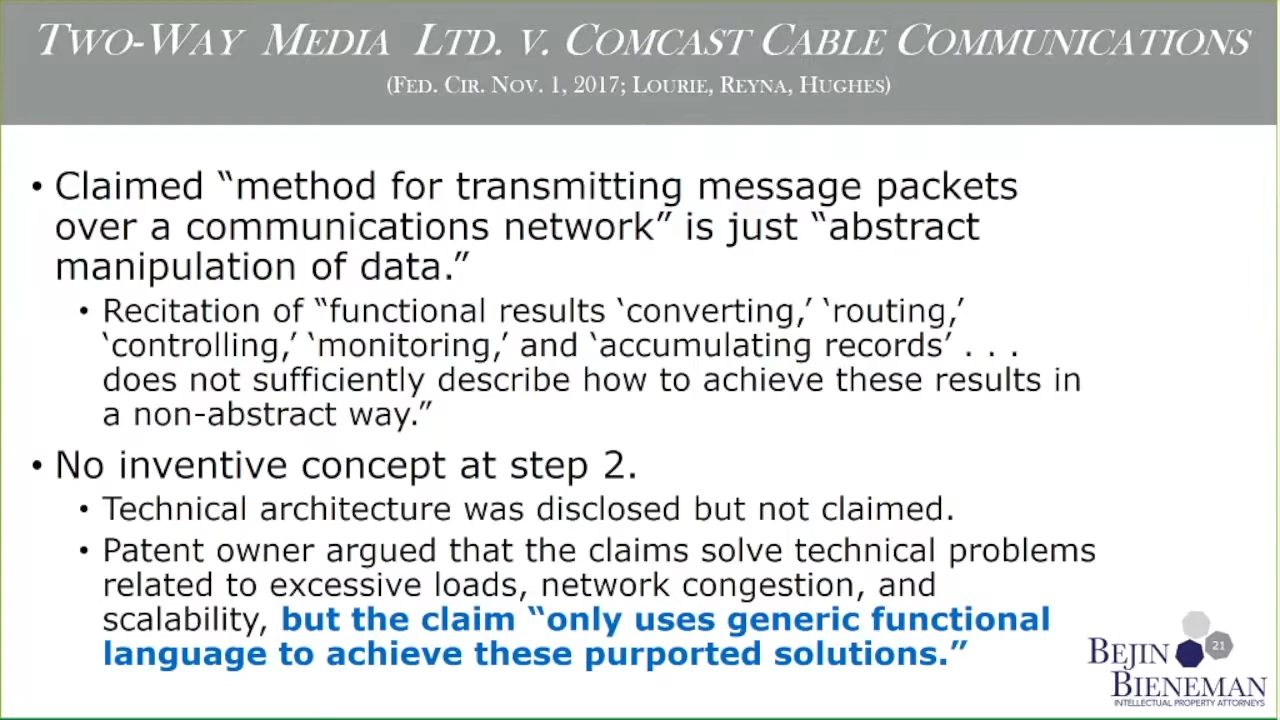 TWO-WAY MEDIA LTD. V. COMCAST CABLE COMMUNICATIONS
(FED. CIR. NOV. 1, 2017; LOURIE, REYNA, HUGHES)
• Claimed “method for transmitting message packets
over a communications network” is just “abstract
manipulation of data.”
• Recitation of “functional results ‘converting,’ ‘routing,’
‘controlling,’ ‘monitoring,’ and ‘accumulating records’ . . .
does not sufficiently describe how to achieve these results in
a non-abstract way.”
• No inventive concept at step 2.
• Technical architecture was disclosed but not claimed.
• Patent owner argued that the claims solve technical problems
related to excessive loads, network congestion, and
scalability, but the claim “only uses generic functional
language to achieve these purported solutions.”
21
BEJIN
BIENEMAN
INTELLECTUAL PROPERTY ATTORNEYS